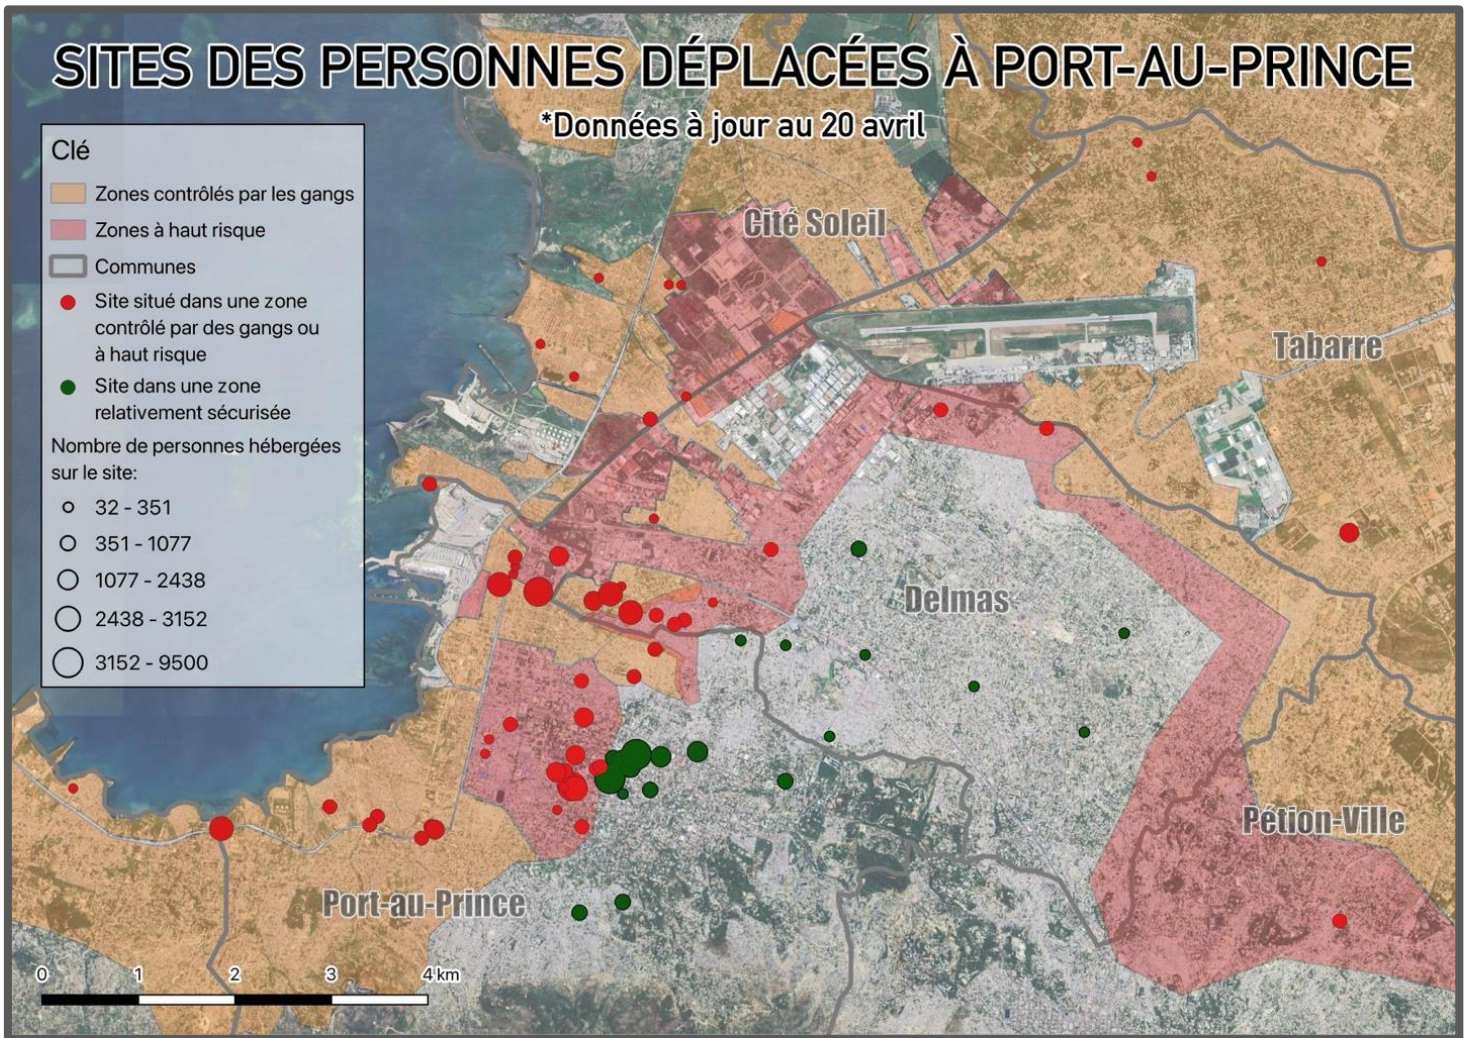 SITES DES PERSONNES DÉPLACÉES À PORT-AU-PRINCE
*Données à jour au 20 avril
Clé
Zones contrôlés par les gangs
Zones à haut risque
Communes
Site situé dans une zone
contrôlé par des gangs ou
à haut risque
Site dans une zone
relativement sécurisée
Nombre de personnes hébergées
sur le site:
32 - 351
351 - 1077
1077 - 2438
2438 - 3152
3152 - 9500
Cité Soleil
Tabarre
Delmas
Pétion-Ville
Port-au-Prince
0 1 2 3 4 km